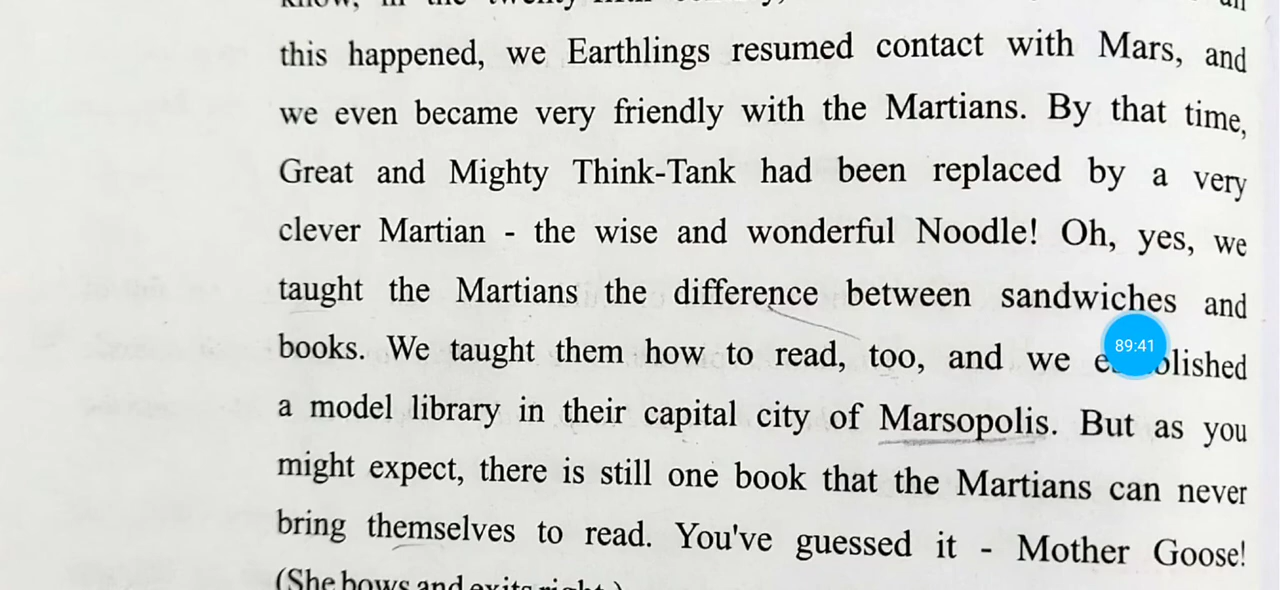 this happened, we Earthlings resumed contact with Mars, and
we even became very friendly with the Martians. By that time,
Great and Mighty Think-Tank had been replaced by a very
clever Martian - the wise and wonderful Noodle! Oh, yes, we
taught the Martians the difference between sandwiches and
books. We taught them how to read, too, and we
89:41
a model library in their capital city of Marsopolis. But as you
might expect, there is still one book that the Martians can never
bring themselves to read. You've guessed it - Mother Goose!
(She bows and exits right.)